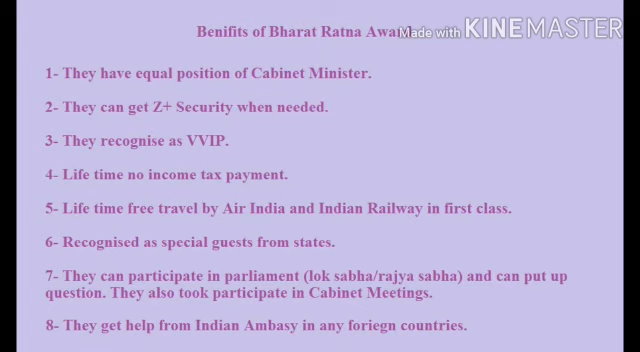 Benifits of Bharat Ratna Award
Made with KINEMASTER
1- They have equal position of Cabinet Minister.
2- They can get Z+ Security when needed.
3- They recognise as VVIP.
4- Life time no income tax payment.
5- Life time free travel by Air India and Indian Railway in first class.
6- Recognised as special guests from states.
7- They can participate in parliament (lok sabha/rajya sabha) and can put up
question. They also took participate in Cabinet Meetings.
8- They get help from Indian Ambasy in any foriegn countries.